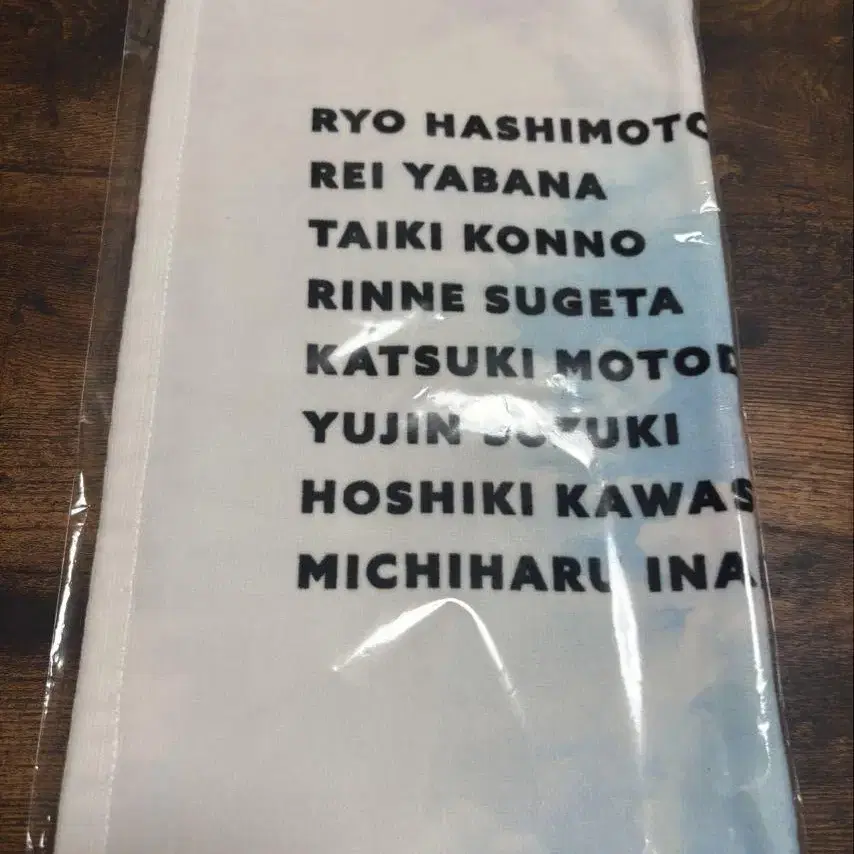 RYO HASHIMOTO
REI YABANA
TAIKI KONNO
RINNE SUGETA
KATSUKI MOTOD
YUJIN SUZUKI
HOSHIKI KAWAS
MICHIHARU INA